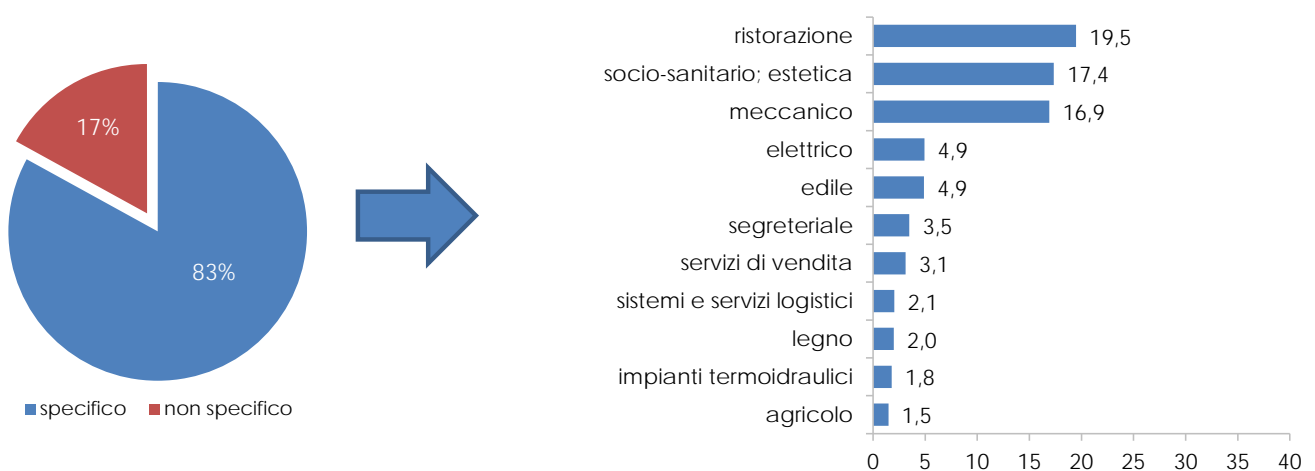 17%
83%
specifico non specifico
ristorazione 19,5
socio-sanitario; estetica 17,4
meccanico 16,9
elettrico 4,9
edile 4,9
segreteriale 3,5
servizi di vendita 3,1
sistemi e servizi logistici 2,1
legno 2,0
impianti termoidraulici 1,8
agricolo 1,5
0 5 10 15 20 25 30 35 40